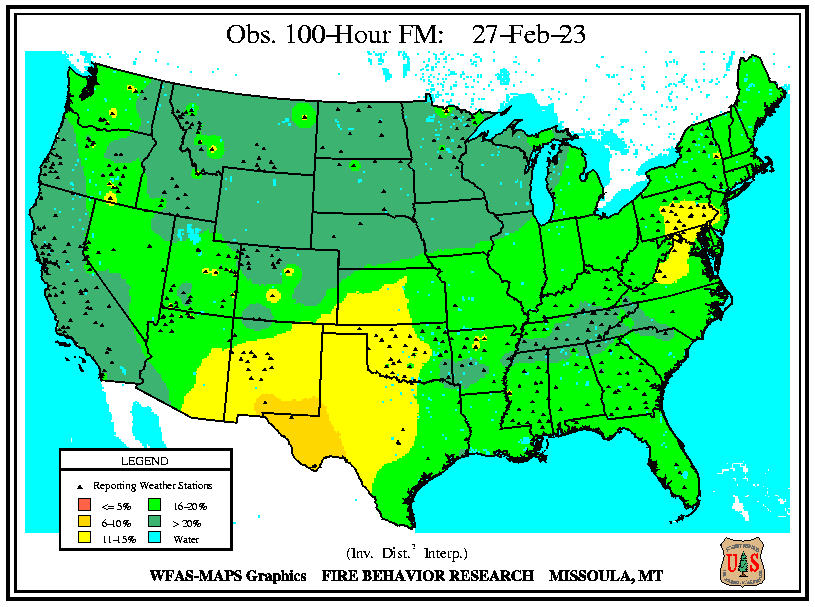 Obs. 100-Hour FM: 27-Feb-23
LEGEND
Reporting Weather Stations
<= 5% 16-20%
6-10% > 20%
11-15% Water
(Inv. Dist.² Interp.)
WFAS-MAPS Graphics FIRE BEHAVIOR RESEARCH MISSOULA, MT
U S